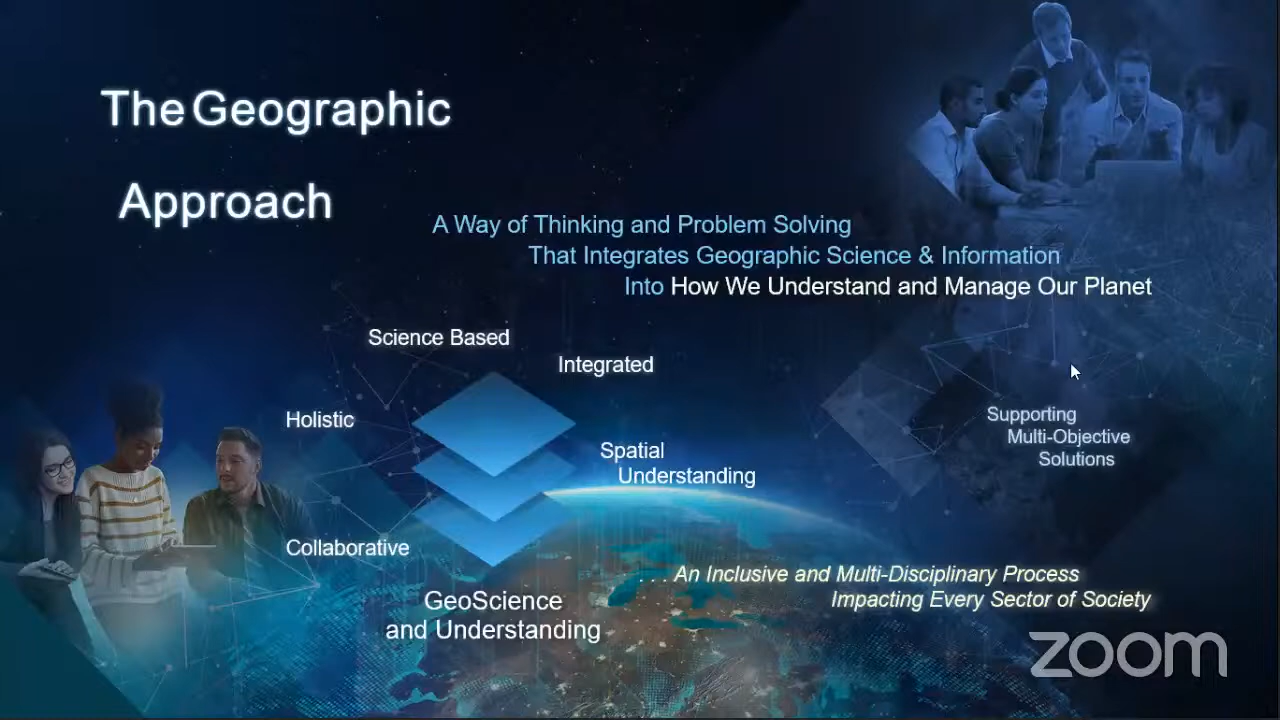 The Geographic
Approach
A Way of Thinking and Problem Solving
That Integrates Geographic Science & Information
Into How We Understand and Manage Our Planet
Science Based
Integrated
Holistic
Spatial
Understanding
Supporting
Multi-Objective
Solutions
Collaborative
GeoScience
and Understanding
. . . An Inclusive and Multi-Disciplinary Process
Impacting Every Sector of Society
zoom